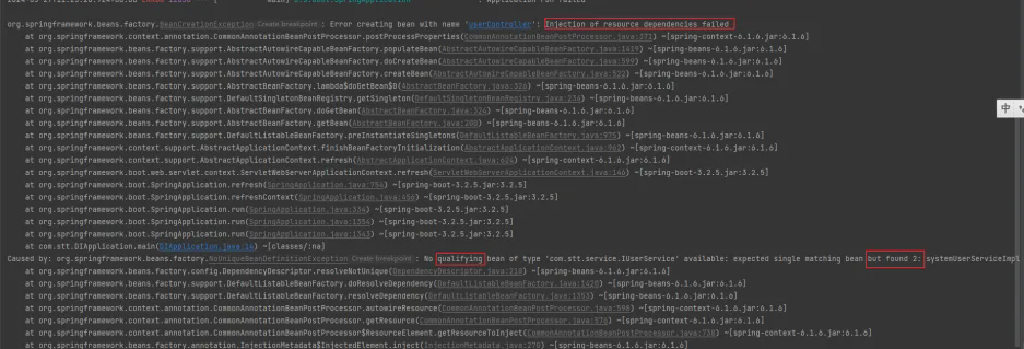 org.springframework.beans.factory.BeanCreationException Create breakpoint : Error creating bean with name 'userController': Injection of resource dependencies failed
at org.springframework.context.annotation.CommonAnnotationBeanPostProcessor.postProcessProperties(CommonAnnotationBeanPostProcessor.java:371) ~[spring-context-6.1.6.jar:6.1.6]
at org.springframework.beans.factory.support.AbstractAutowireCapableBeanFactory.populateBean(AbstractAutowireCapableBeanFactory.java:1419) ~[spring-beans-6.1.6.jar:6.1.6]
at org.springframework.beans.factory.support.AbstractAutowireCapableBeanFactory.doCreateBean(AbstractAutowireCapableBeanFactory.java:599) ~[spring-beans-6.1.6.jar:6.1.6]
at org.springframework.beans.factory.support.AbstractAutowireCapableBeanFactory.createBean(AbstractAutowireCapableBeanFactory.java:522) ~[spring-beans-6.1.6.jar:6.1.6]
at org.springframework.beans.factory.support.AbstractBeanFactory.lambda$doGetBean$0(AbstractBeanFactory.java:326) ~[spring-beans-6.1.6.jar:6.1.6]
at org.springframework.beans.factory.support.DefaultSingletonBeanRegistry.getSingleton(DefaultSingletonBeanRegistry.java:234) ~[spring-beans-6.1.6.jar:6.1.6]
at org.springframework.beans.factory.support.AbstractBeanFactory.doGetBean(AbstractBeanFactory.java:324) ~[spring-beans-6.1.6.jar:6.1.6]
at org.springframework.beans.factory.support.AbstractBeanFactory.getBean(AbstractBeanFactory.java:200) ~[spring-beans-6.1.6.jar:6.1.6]
at org.springframework.beans.factory.support.DefaultListableBeanFactory.preInstantiateSingletons(DefaultListableBeanFactory.java:975) ~[spring-beans-6.1.6.jar:6.1.6]
at org.springframework.context.support.AbstractApplicationContext.finishBeanFactoryInitialization(AbstractApplicationContext.java:962) ~[spring-context-6.1.6.jar:6.1.6]
at org.springframework.context.support.AbstractApplicationContext.refresh(AbstractApplicationContext.java:624) ~[spring-context-6.1.6.jar:6.1.6]
at org.springframework.boot.web.servlet.context.ServletWebServerApplicationContext.refresh(ServletWebServerApplicationContext.java:146) ~[spring-boot-3.2.5.jar:3.2.5]
at org.springframework.boot.SpringApplication.refresh(SpringApplication.java:754) ~[spring-boot-3.2.5.jar:3.2.5]
at org.springframework.boot.SpringApplication.refreshContext(SpringApplication.java:456) ~[spring-boot-3.2.5.jar:3.2.5]
at org.springframework.boot.SpringApplication.run(SpringApplication.java:334) ~[spring-boot-3.2.5.jar:3.2.5]
at org.springframework.boot.SpringApplication.run(SpringApplication.java:1354) ~[spring-boot-3.2.5.jar:3.2.5]
at org.springframework.boot.SpringApplication.run(SpringApplication.java:1343) ~[spring-boot-3.2.5.jar:3.2.5]
at com.stt.DIApplication.main(DIApplication.java:14) ~[classes/:na]
Caused by: org.springframework.beans.factory.NoUniqueBeanDefinitionException Create breakpoint : No qualifying bean of type "com.stt.service.IUserService" available: expected single matching bean but found 2: systemUserServiceImpl
at org.springframework.beans.factory.config.DependencyDescriptor.resolveNotUnique(DependencyDescriptor.java:218) ~[spring-beans-6.1.6.jar:6.1.6]
at org.springframework.beans.factory.support.DefaultListableBeanFactory.doResolveDependency(DefaultListableBeanFactory.java:1420) ~[spring-beans-6.1.6.jar:6.1.6]
at org.springframework.beans.factory.support.DefaultListableBeanFactory.resolveDependency(DefaultListableBeanFactory.java:1353) ~[spring-beans-6.1.6.jar:6.1.6]
at org.springframework.context.annotation.CommonAnnotationBeanPostProcessor.autowireResource(CommonAnnotationBeanPostProcessor.java:598) ~[spring-context-6.1.6.jar:6.1.6]
at org.springframework.context.annotation.CommonAnnotationBeanPostProcessor.getResource(CommonAnnotationBeanPostProcessor.java:576) ~[spring-context-6.1.6.jar:6.1.6]
at org.springframework.context.annotation.CommonAnnotationBeanPostProcessor$ResourceElement.getResourceToInject(CommonAnnotationBeanPostProcessor.java:738) ~[spring-context-6.1.6.jar:6.1.6]
at org.springframework.beans.factory.annotation.InjectionMetadata$InjectedElement.inject(InjectionMetadata.java:270) ~[spring-beans-6.1.6.jar:6.1.6]
中